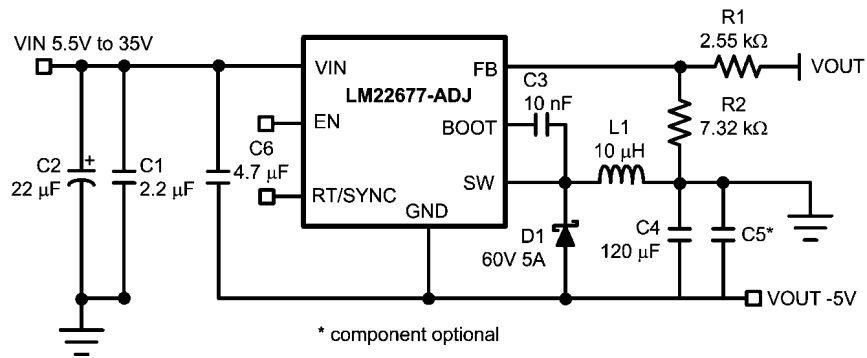 VIN 5.5V to 35V
C2
22 μF
+
C1
2.2 μF
C6
4.7 μF
VIN
EN
RT/SYNC
LM22677-ADJ
FB
BOOT
SW
GND
C3
10 nF
R1
2.55 kΩ
VOUT
R2
7.32 kΩ
L1
10 μH
D1
60V 5A
C4
120 μF
C5*
VOUT -5V
* component optional